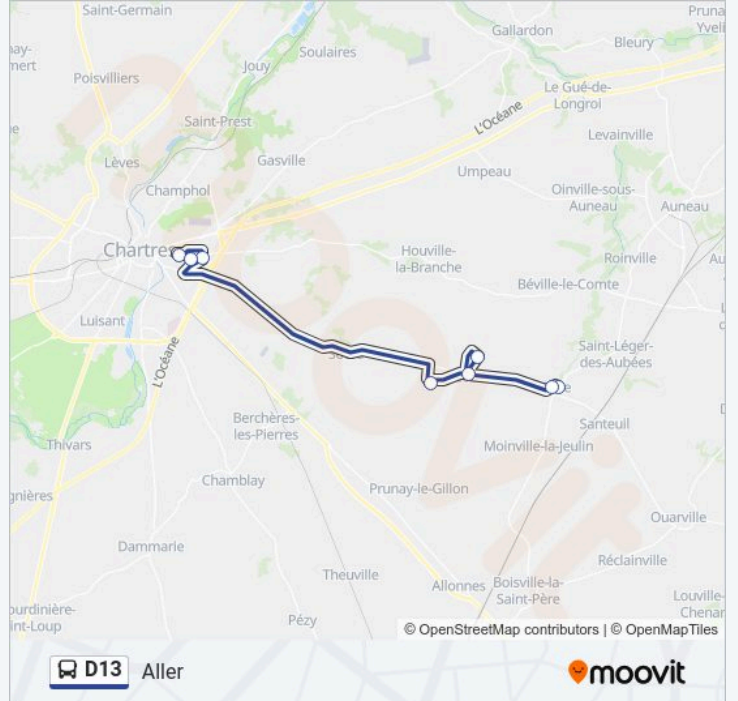 Saint-Germain
Gallardon
Bleury
Soulaires
Jouy
Poisvilliers
Le Gué-de-
Longroi
L'Océane
Saint-Prest
Levainville
Lèves
Gasville
Umpeau
Champhol
Oinville-sous-
Auneau
Auneau
Chartres
Houville-
la-Branche
Roinville
Béville-le-Comte
Luisant
L'Océane
Saint-Léger-
des-Aubées
Berchères-
les-Pierres
Santeuil
Thivars
Moinville-la-Jeulin
Chamblay
Prunay-le-Gillon
Ouarville
Dammarie
Réclainville
Theuville
Allonnes
Boisville-la-
Saint-Père
Louville-
Chenar
Pézy
© OpenStreetMap contributors | © OpenMapTiles
D13 Aller
moovit